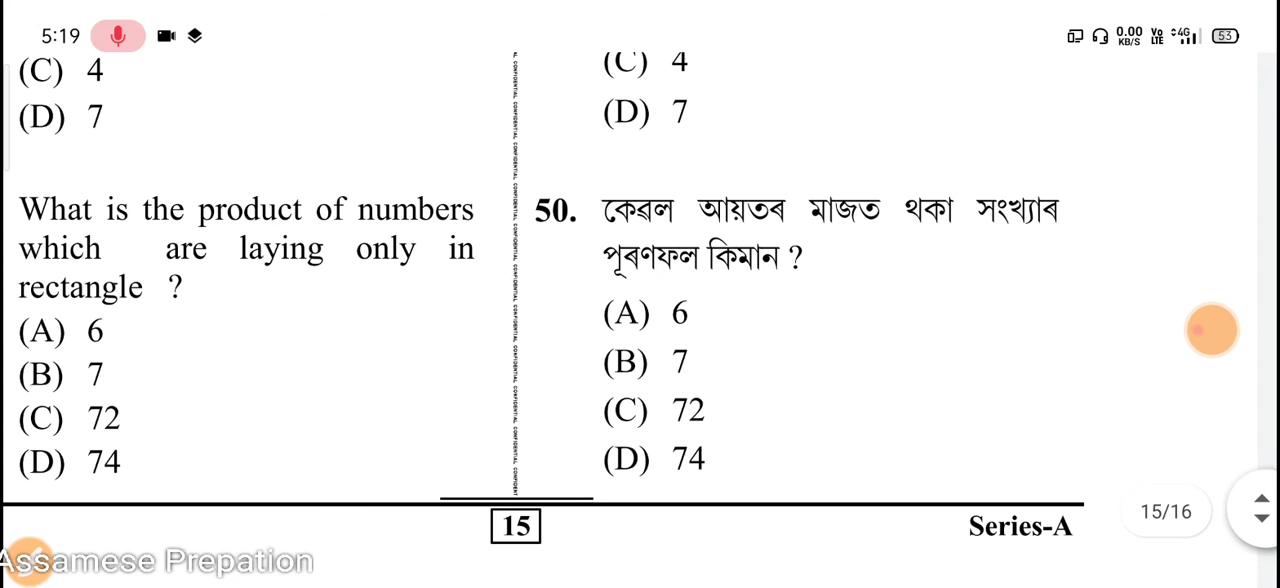 5:19
0.00 KB/S Vo LTE 4G 53
(C) 4
(D) 7
What is the product of numbers
which are laying only in
rectangle ?
(A) 6
(B) 7
(C) 72
(D) 74
(C) 4
(D) 7
50. কেৱল আয়তৰ মাজত থকা সংখ্যাৰ
পূৰণফল কিমান ?
(A) 6
(B) 7
(C) 72
(D) 74
15
Series-A
15/16
Assamese Prepation